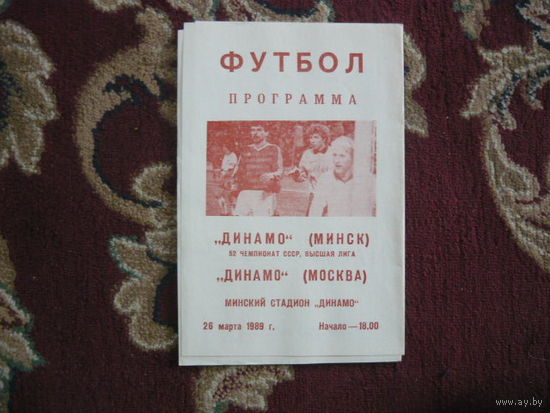 ФУТБОЛ
ПРОГРАММА
„ДИНАМО“ (МИНСК)
52 ЧЕМПИОНАТ СССР, ВЫСШАЯ ЛИГА
„ДИНАМО“ (МОСКВА)
МИНСКИЙ СТАДИОН „ДИНАМО“
26 марта 1989 г. Начало—18.00
www.ay.by